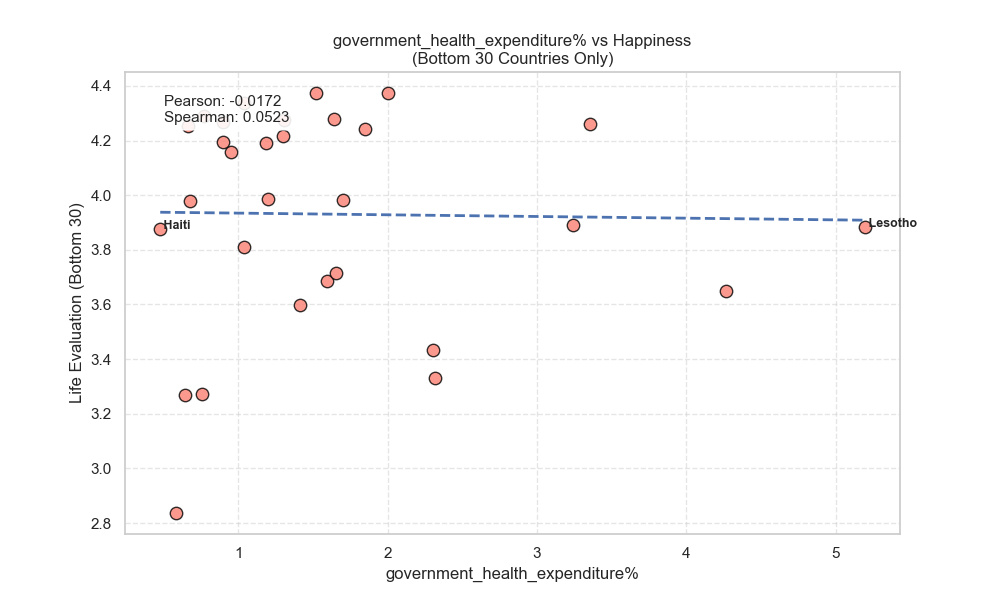 government_health_expenditure% vs Happiness
(Bottom 30 Countries Only)
Pearson: -0.0172
Spearman: 0.0523
Life Evaluation (Bottom 30)
4.4
4.2
4.0
3.8
3.6
3.4
3.2
3.0
2.8
Haiti
Lesotho
1
2
3
4
5
government_health_expenditure%